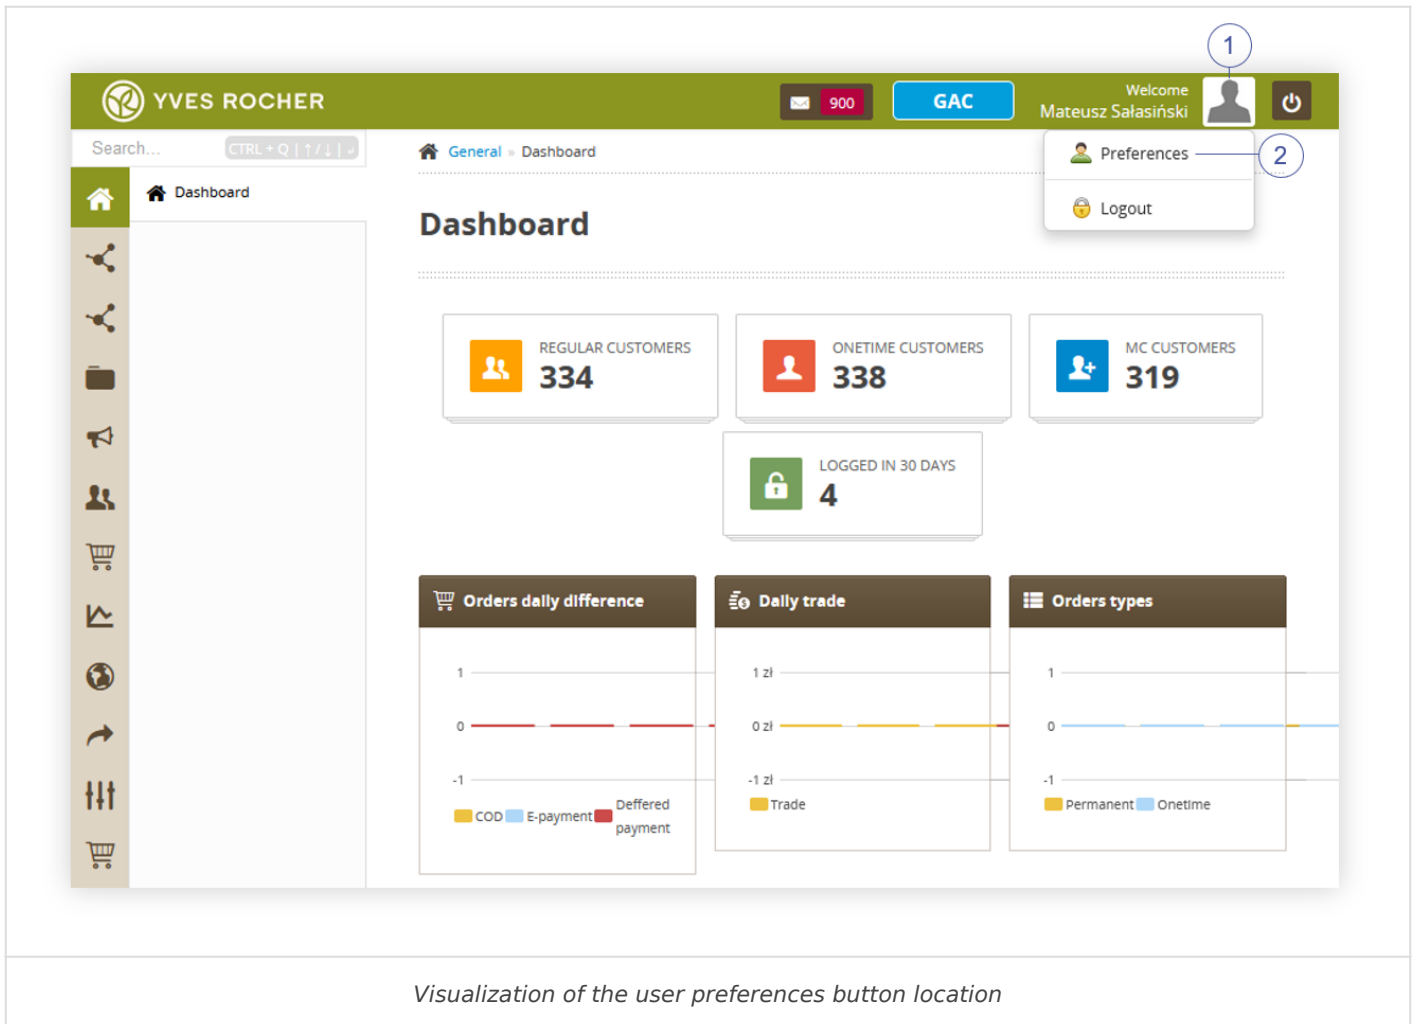 1
YVES ROCHER
900
GAC
Welcome
Mateusz Sałasiński
Search...
CTRL + Q | ↑ / ↓ | ↲
General » Dashboard
Preferences
2
Dashboard
Logout
Dashboard
REGULAR CUSTOMERS
334
ONETIME CUSTOMERS
338
MC CUSTOMERS
319
LOGGED IN 30 DAYS
4
Orders daily difference
1
0
-1
COD
E-payment
Deffered
payment
Daily trade
1 zł
0 zł
-1 zł
Trade
Orders types
1
0
-1
Permanent
Onetime
Visualization of the user preferences button location